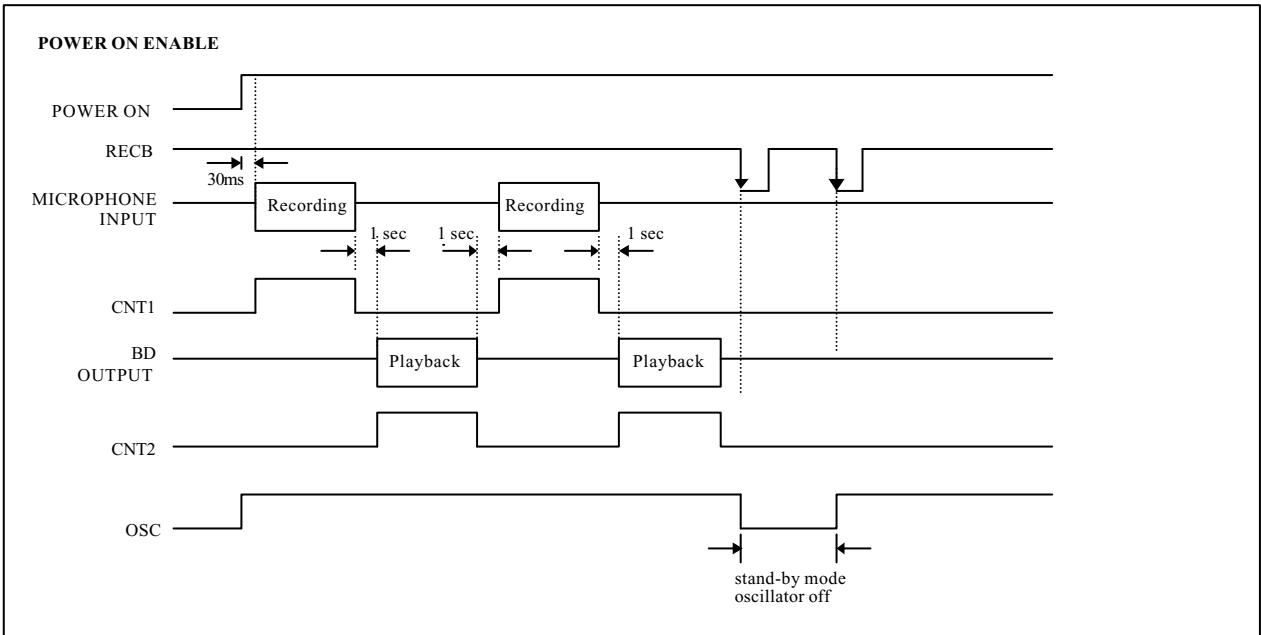 POWER ON ENABLE
POWER ON
RECB
30ms
MICROPHONE
INPUT
Recording
Recording
1 sec
1 sec
1 sec
CNT1
BD
OUTPUT
Playback
Playback
CNT2
OSC
stand-by mode
oscillator off